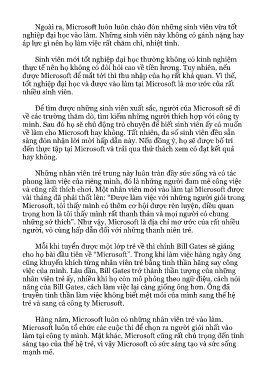 Ngoài ra, Microsoft luôn luôn chào đón những sinh viên vừa tốt
nghiệp đại học vào làm. Những sinh viên này không có gánh nặng hay
áp lực gì nên họ làm việc rất chăm chỉ, nhiệt tình.
Sinh viên mới tốt nghiệp đại học thường không có kinh nghiệm
thực tế nên họ không có đòi hỏi cao về tiền lương. Tuy nhiên, nếu
được Microsoft để mắt tới thì thu nhập của họ rất khả quan. Vì thế,
tốt nghiệp đại học và được vào làm tại Microsoft là mơ ước của rất
nhiều sinh viên.
Để tìm được những sinh viên xuất sắc, người của Microsoft sẽ đi
về các trường thăm dò, tìm kiếm những người thích hợp với công ty
mình. Sau đó họ sẽ chủ động trò chuyện để biết sinh viên ấy có muốn
về làm cho Microsoft hay không. Tất nhiên, đa số sinh viên đều sẵn
sàng đón nhận lời mời hấp dẫn này. Nếu đồng ý, họ sẽ được bố trí
đến thực tập tại Microsoft và trải qua thử thách xem có đạt kết quả
hay không.
Những nhân viên trẻ trung này luôn tràn đầy sức sống và có tác
phong làm việc của riêng mình, đó là những người đam mê công việc
và cũng rất thích chơi. Một nhân viên mới vào làm tại Microsoft được
vài tháng đã phải thốt lên: "Được làm việc với những người giỏi trong
Microsoft, tôi thấy mình có thêm cơ hội được rèn luyện, điều quan
trọng hơn là tôi thấy mình rất thanh thản và mọi người có chung
những sở thích". Như vậy, Microsoft là địa chỉ mơ ước của rất nhiều
người, vô cùng hấp dẫn đối với những thanh niên trẻ.
Mỗi khi tuyển được một lớp trẻ về thì chính Bill Gates sẽ giảng
cho họ bài đầu tiên về "Microsoft". Trong khi làm việc hàng ngày ông
cũng khuyến khích từng nhân viên trẻ bằng tinh thần hăng say công
việc của mình. Lâu dần, Bill Gates trở thành thần tượng của những
nhân viên trẻ ấy, nhiều khi họ còn mô phỏng theo ngữ điệu, cách nói
năng của Bill Gates, cách làm việc lại càng giống ông hơn. Ông đã
truyền tinh thần làm việc không biết mệt mỏi của mình sang thế hệ
trẻ và sang cả công ty Microsoft.
Hàng năm, Microsoft luôn có những nhân viên trẻ vào làm.
Microsoft luôn tổ chức các cuộc thi để chọn ra người giỏi nhất vào
làm tại công ty mình. Mặt khác, Microsoft cũng rất chú trọng đến tính
sáng tạo của thế hệ trẻ, vì vậy Microsoft có sức sáng tạo và sức sống
mạnh mẽ.